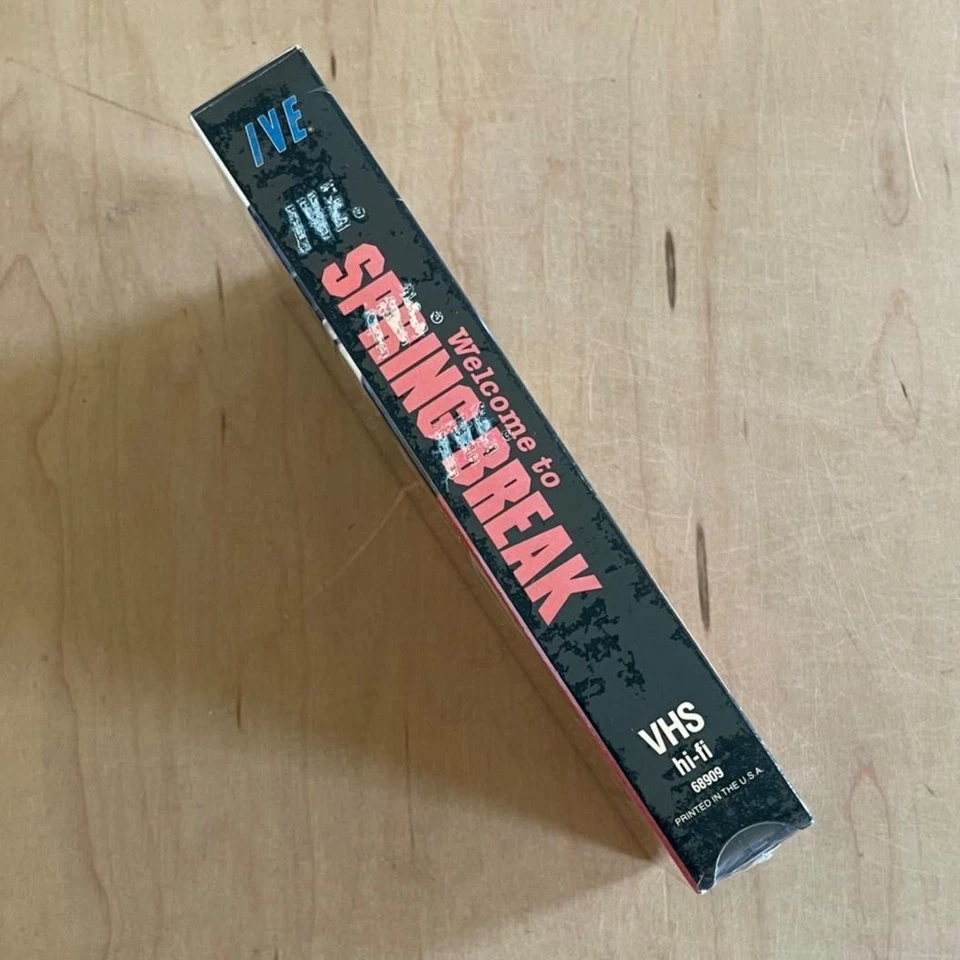 IVE.
IVE®
Welcome to
SPRING BREAK
VHS
hi-fi
68909
PRINTED IN THE U.S.A.